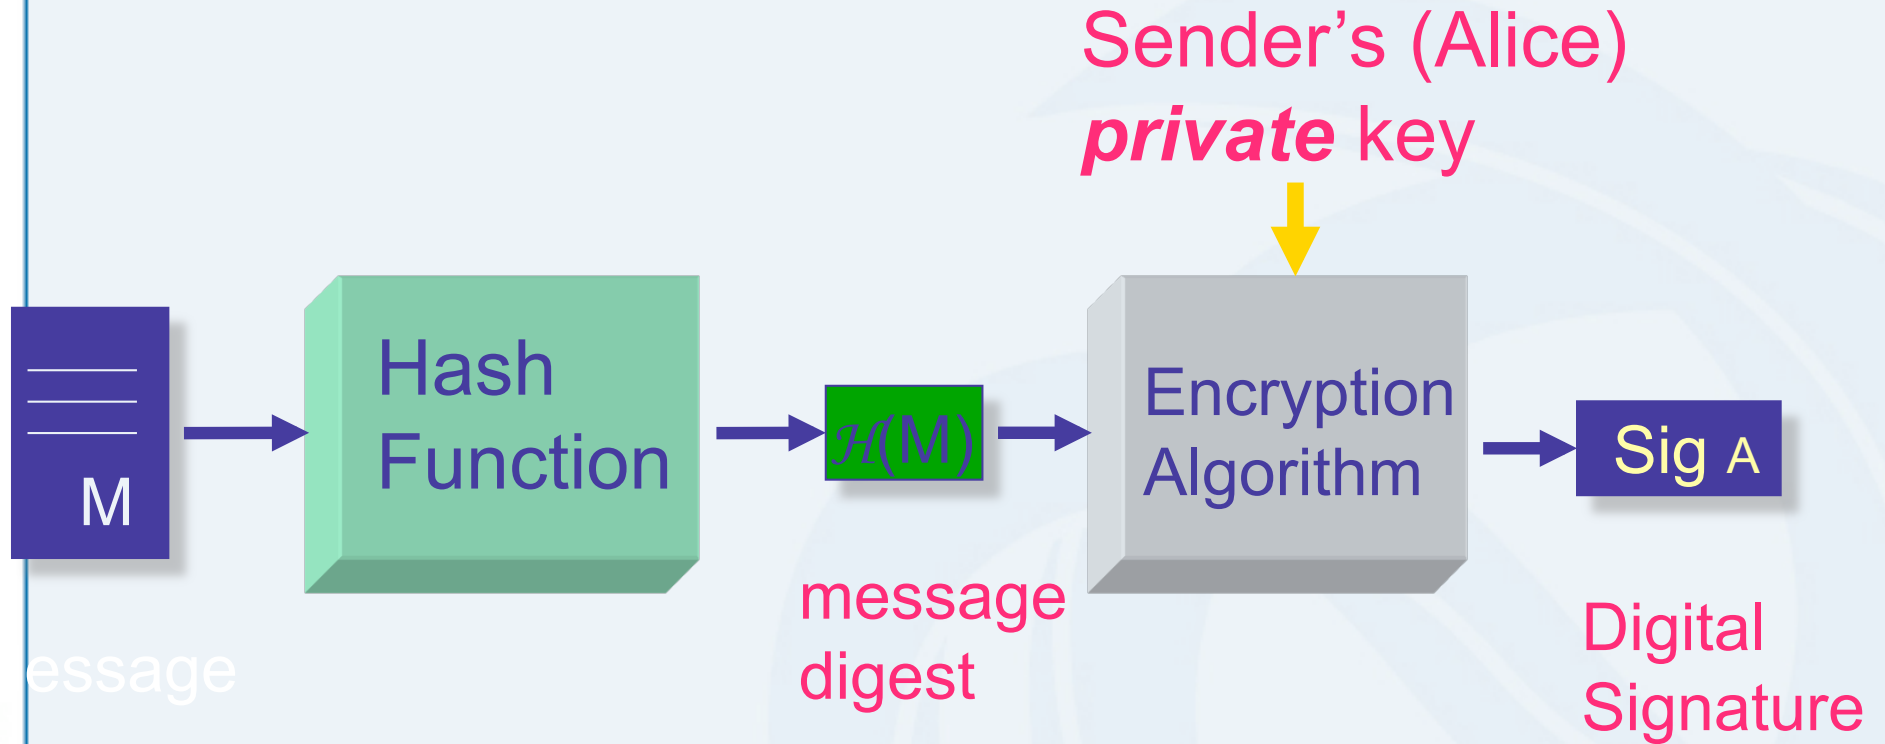 Sender’s (Alice)
private key
M
Hash
Function
ℋ(M)
Encryption
Algorithm
Sig A
essage
message
digest
Digital
Signature